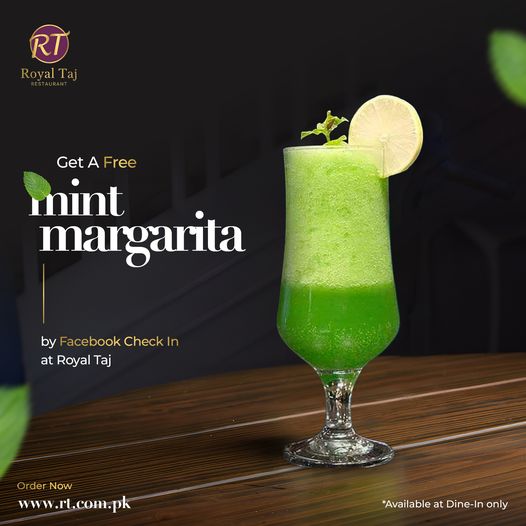 RT
Royal Taj
RESTAURANT
Get A Free
mint
margarita
by Facebook Check In
at Royal Taj
Order Now
www.rt.com.pk
*Available at Dine-In only